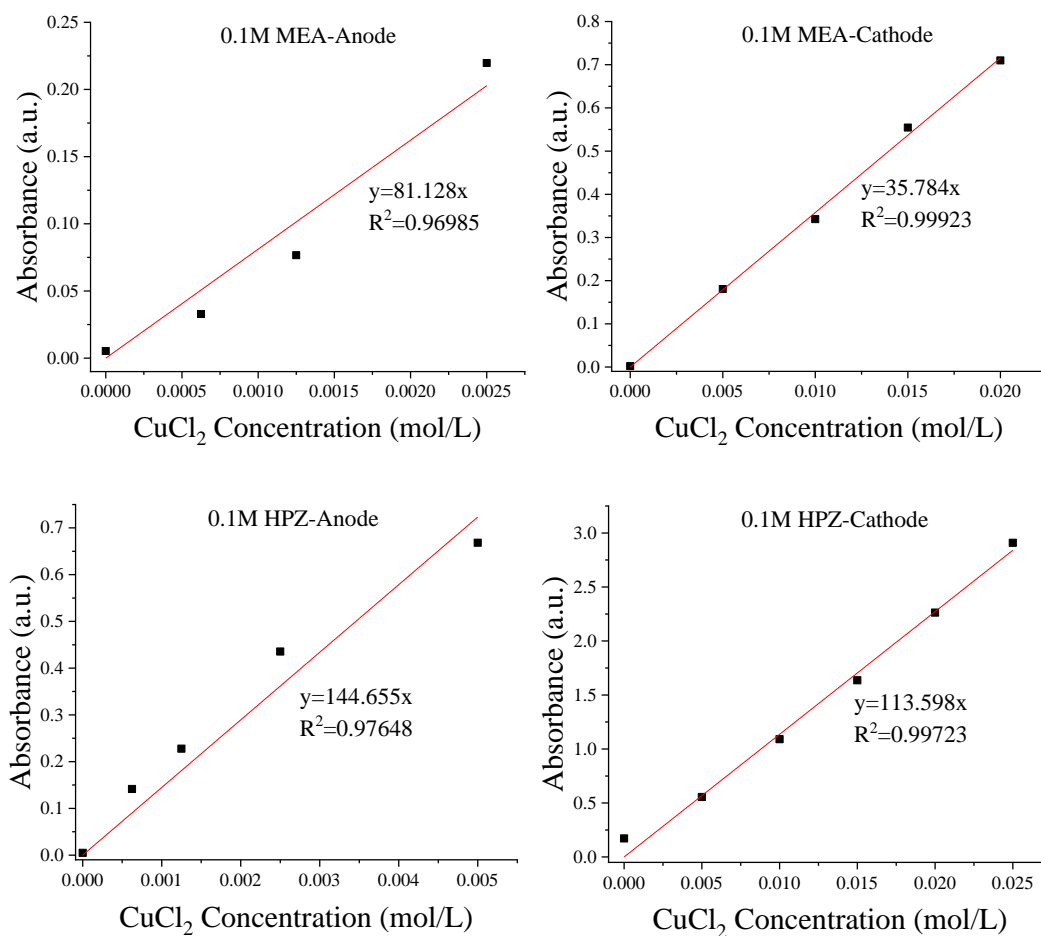 0.1M MEA-Anode
Absorbance (a.u.)
0.25
0.20
0.15
0.10
0.05
0.00
y=81.128x
R²=0.96985
0.0000 0.0005 0.0010 0.0015 0.0020 0.0025
CuCl₂ Concentration (mol/L)
0.1M MEA-Cathode
Absorbance (a.u.)
0.8
0.7
0.6
0.5
0.4
0.3
0.2
0.1
0.0
y=35.784x
R²=0.99923
0.000 0.005 0.010 0.015 0.020
CuCl₂ Concentration (mol/L)
0.1M HPZ-Anode
Absorbance (a.u.)
0.7
0.6
0.5
0.4
0.3
0.2
0.1
0.0
y=144.655x
R²=0.97648
0.000 0.001 0.002 0.003 0.004 0.005
CuCl₂ Concentration (mol/L)
0.1M HPZ-Cathode
Absorbance (a.u.)
3.0
2.5
2.0
1.5
1.0
0.5
0.0
y=113.598x
R²=0.99723
0.000 0.005 0.010 0.015 0.020 0.025
CuCl₂ Concentration (mol/L)